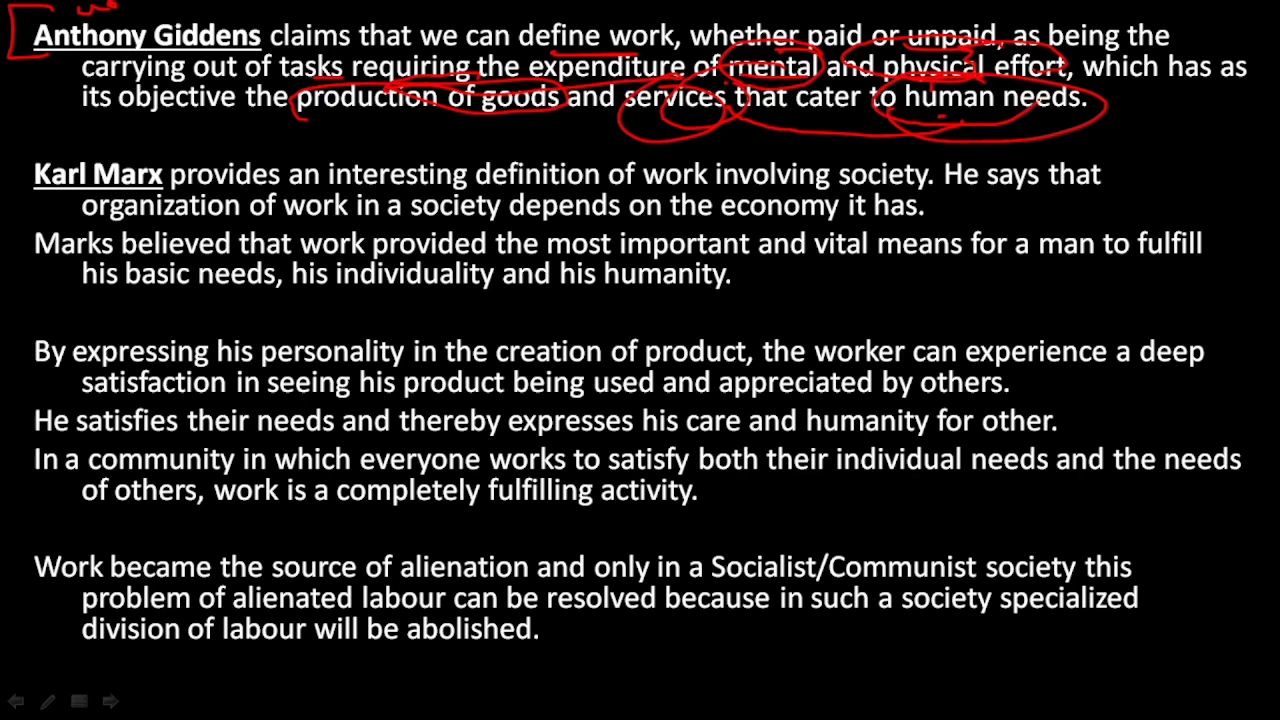 Anthony Giddens claims that we can define work, whether paid or unpaid, as being the
carrying out of tasks requiring the expenditure of mental and physical effort, which has as
its objective the production of goods and services that cater to human needs.
Karl Marx provides an interesting definition of work involving society. He says that
organization of work in a society depends on the economy it has.
Marks believed that work provided the most important and vital means for a man to fulfill
his basic needs, his individuality and his humanity.
By expressing his personality in the creation of product, the worker can experience a deep
satisfaction in seeing his product being used and appreciated by others.
He satisfies their needs and thereby expresses his care and humanity for other.
In a community in which everyone works to satisfy both their individual needs and the needs
of others, work is a completely fulfilling activity.
Work became the source of alienation and only in a Socialist/Communist society this
problem of alienated labour can be resolved because in such a society specialized
division of labour will be abolished.